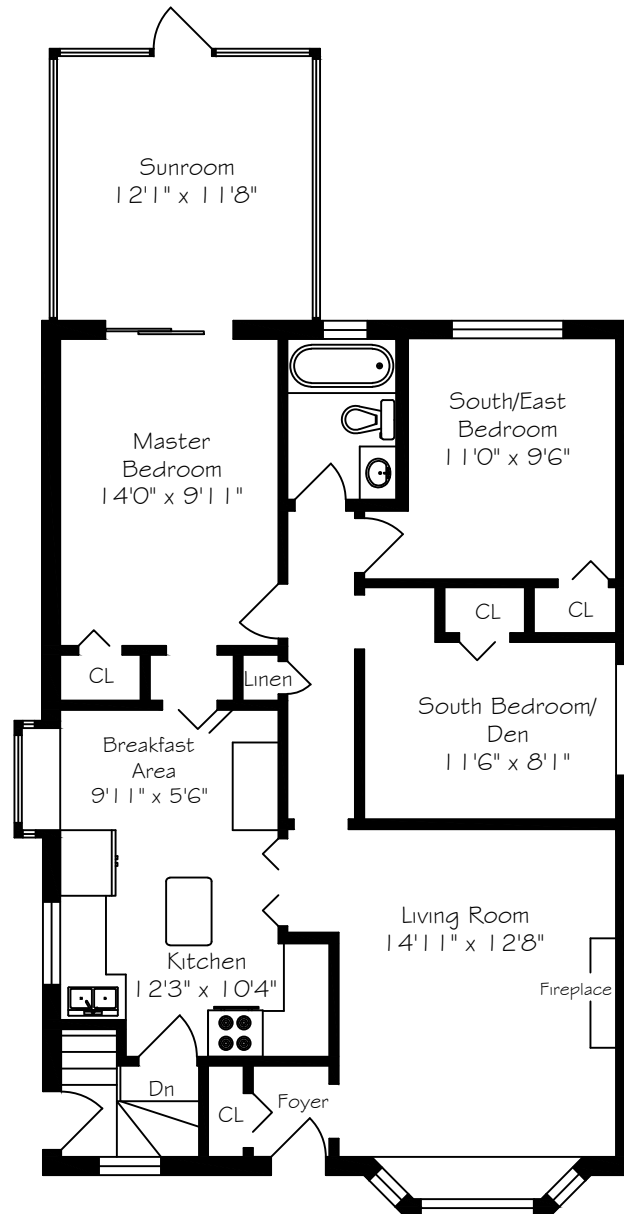 Sunroom
12'1" x 11'8"
South/East
Bedroom
11'0" x 9'6"
Master
Bedroom
14'0" x 9'11"
CL
CL
CL
Linen
South Bedroom/
Den
11'6" x 8'1"
Breakfast
Area
9'11" x 5'6"
Living Room
14'11" x 12'8"
Fireplace
Kitchen
12'3" x 10'4"
Dn
CL
Foyer